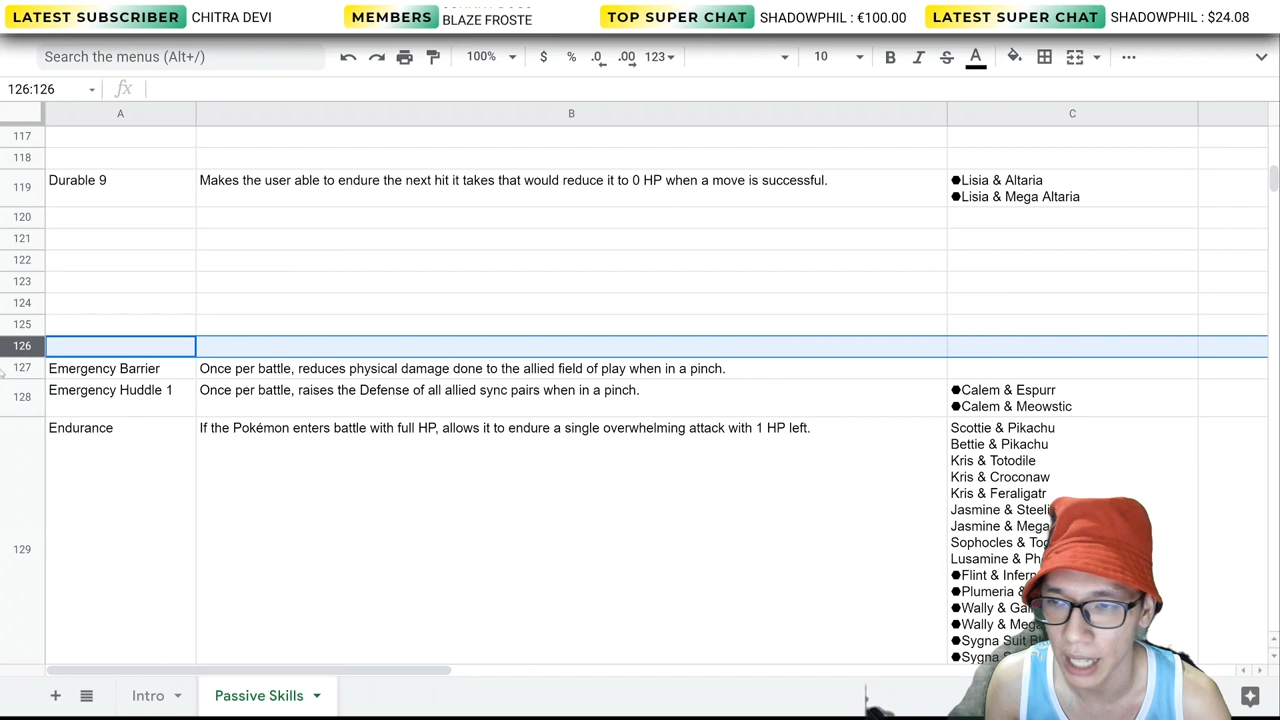 LATEST SUBSCRIBER CHITRA DEVI
MEMBERS BLAZE FROSTE
TOP SUPER CHAT SHADOWPHIL : €100.00
LATEST SUPER CHAT SHADOWPHIL : $24.08
Search the menus (Alt+/)
100% $ % .0 .00 123 10 B I S A
126:126 fx
A B C
117
118
119 Durable 9 Makes the user able to endure the next hit it takes that would reduce it to 0 HP when a move is successful. ⬣Lisia & Altaria
⬣Lisia & Mega Altaria
120
121
122
123
124
125
126
127 Emergency Barrier Once per battle, reduces physical damage done to the allied field of play when in a pinch.
128 Emergency Huddle 1 Once per battle, raises the Defense of all allied sync pairs when in a pinch. ⬣Calem & Espurr
⬣Calem & Meowstic
129 Endurance If the Pokémon enters battle with full HP, allows it to endure a single overwhelming attack with 1 HP left. Scottie & Pikachu
Bettie & Pikachu
Kris & Totodile
Kris & Croconaw
Kris & Feraligatr
Jasmine &
Jasmine & Mega
Sophocles &
Lusamine &
⬣Flint &
⬣Plumeria &
⬣Wally &
⬣Wally &
⬣Sygna Suit
⬣Sygna
+ Intro Passive Skills